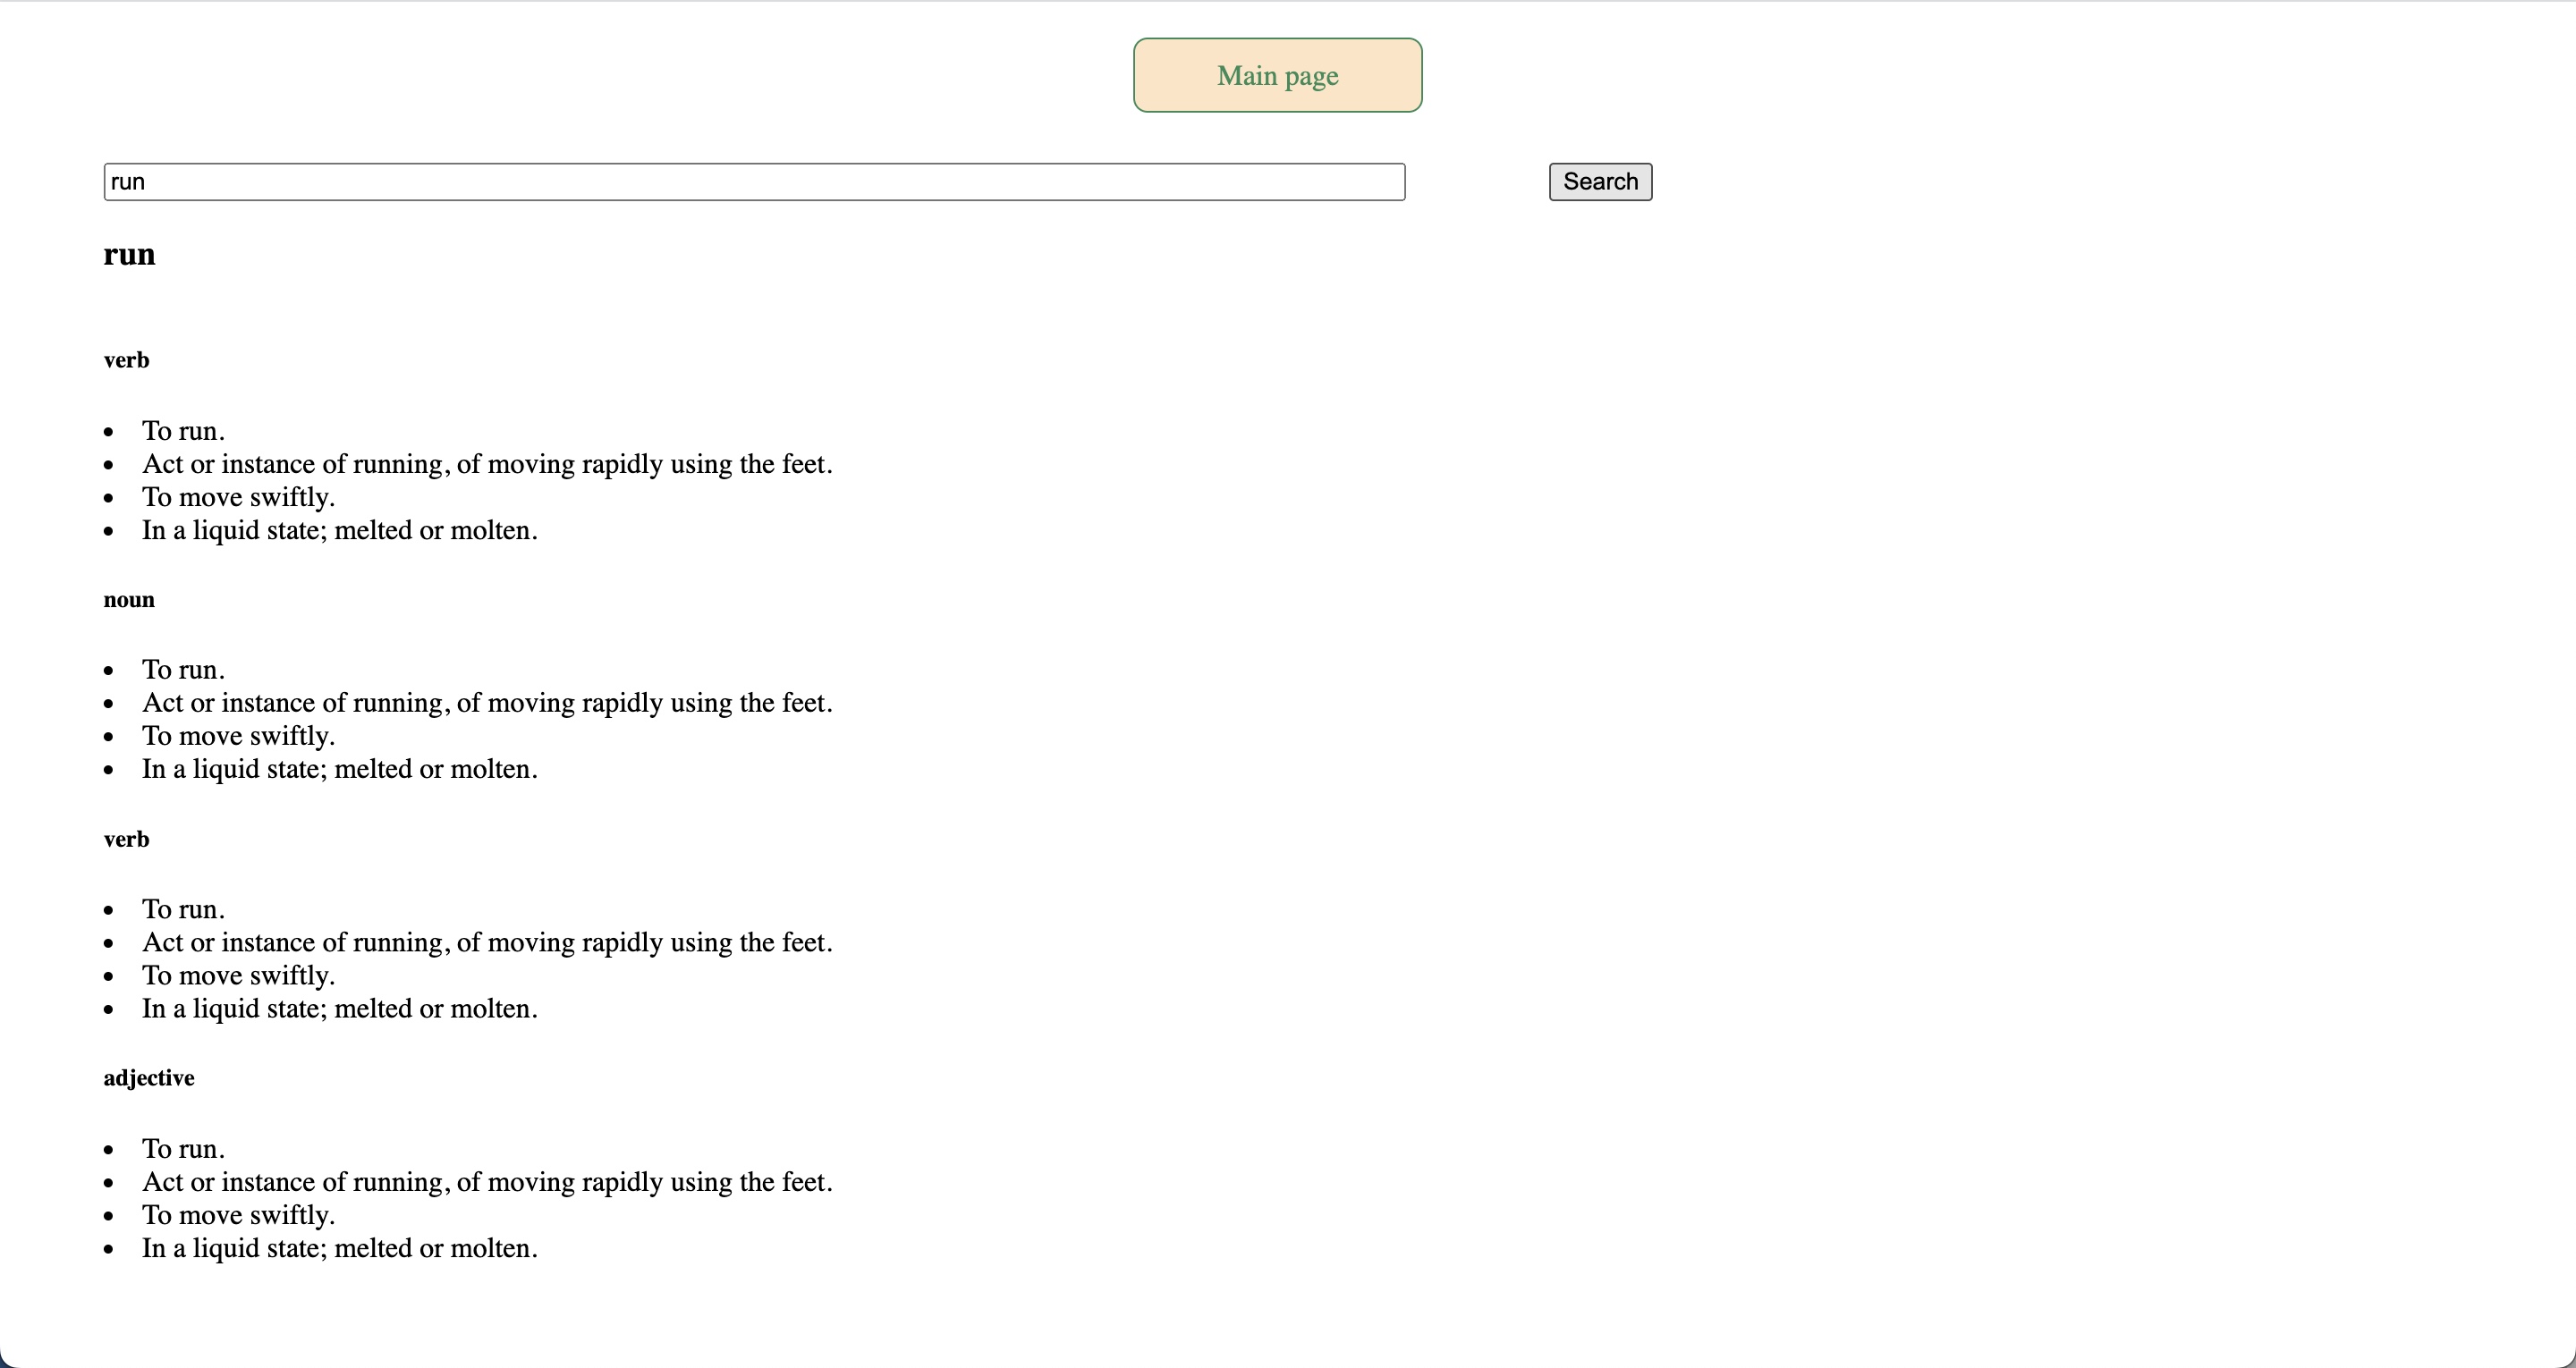 Main page
run
Search
run
verb
To run.
Act or instance of running, of moving rapidly using the feet.
To move swiftly.
In a liquid state; melted or molten.
noun
To run.
Act or instance of running, of moving rapidly using the feet.
To move swiftly.
In a liquid state; melted or molten.
verb
To run.
Act or instance of running, of moving rapidly using the feet.
To move swiftly.
In a liquid state; melted or molten.
adjective
To run.
Act or instance of running, of moving rapidly using the feet.
To move swiftly.
In a liquid state; melted or molten.